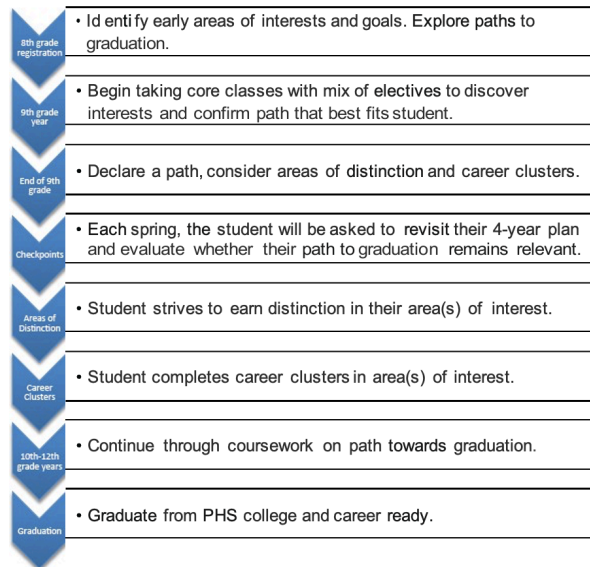 8th grade
registration
• Id entify early areas of interests and goals. Explore paths to
graduation.
9th grade
year
• Begin taking core classes with mix of electives to discover
interests and confirm path that best fits student.
End of 9th
grade
• Declare a path, consider areas of distinction and career clusters.
Checkpoints
• Each spring, the student will be asked to revisit their 4-year plan
and evaluate whether their path to graduation remains relevant.
Areas of
Distinction
• Student strives to earn distinction in their area(s) of interest.
Career
Clusters
• Student completes career clusters in area(s) of interest.
10th-12th
grade years
• Continue through coursework on path towards graduation.
Graduation
• Graduate from PHS college and career ready.